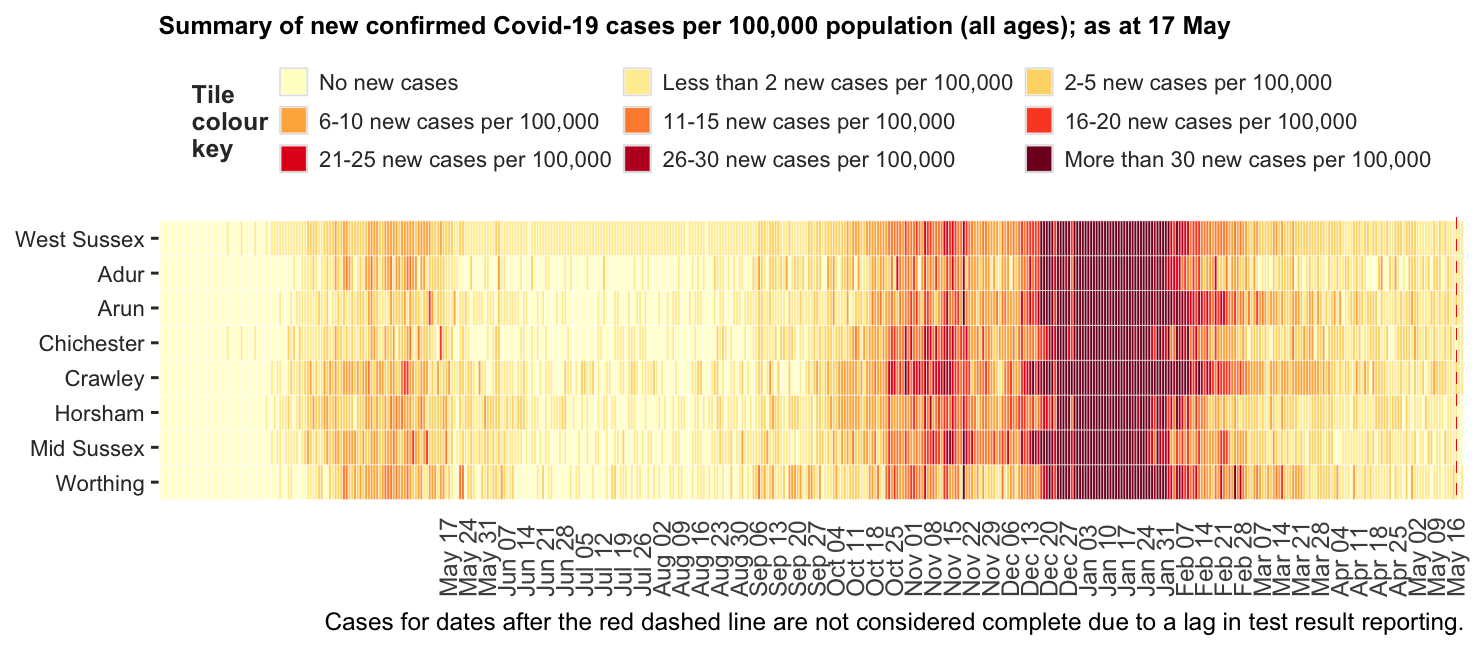 Summary of new confirmed Covid-19 cases per 100,000 population (all ages); as at 17 May
Tile
colour
key
No new cases
Less than 2 new cases per 100,000
2-5 new cases per 100,000
6-10 new cases per 100,000
11-15 new cases per 100,000
16-20 new cases per 100,000
21-25 new cases per 100,000
26-30 new cases per 100,000
More than 30 new cases per 100,000
West Sussex
Adur
Arun
Chichester
Crawley
Horsham
Mid Sussex
Worthing
May 17
May 24
May 31
Jun 07
Jun 14
Jun 21
Jun 28
Jul 05
Jul 12
Jul 19
Jul 26
Aug 02
Aug 09
Aug 16
Aug 23
Aug 30
Sep 06
Sep 13
Sep 20
Sep 27
Oct 04
Oct 11
Oct 18
Oct 25
Nov 01
Nov 08
Nov 15
Nov 22
Nov 29
Dec 06
Dec 13
Dec 20
Dec 27
Jan 03
Jan 10
Jan 17
Jan 24
Jan 31
Feb 07
Feb 14
Feb 21
Feb 28
Mar 07
Mar 14
Mar 21
Mar 28
Apr 04
Apr 11
Apr 18
Apr 25
May 02
May 09
May 16
Cases for dates after the red dashed line are not considered complete due to a lag in test result reporting.